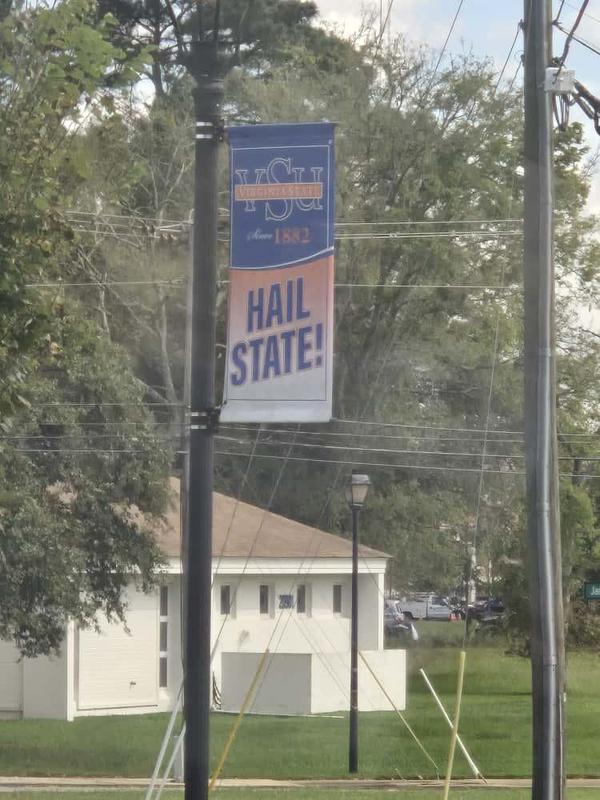 VSU
VIRGINIA STATE
Since 1882
HAIL
STATE!